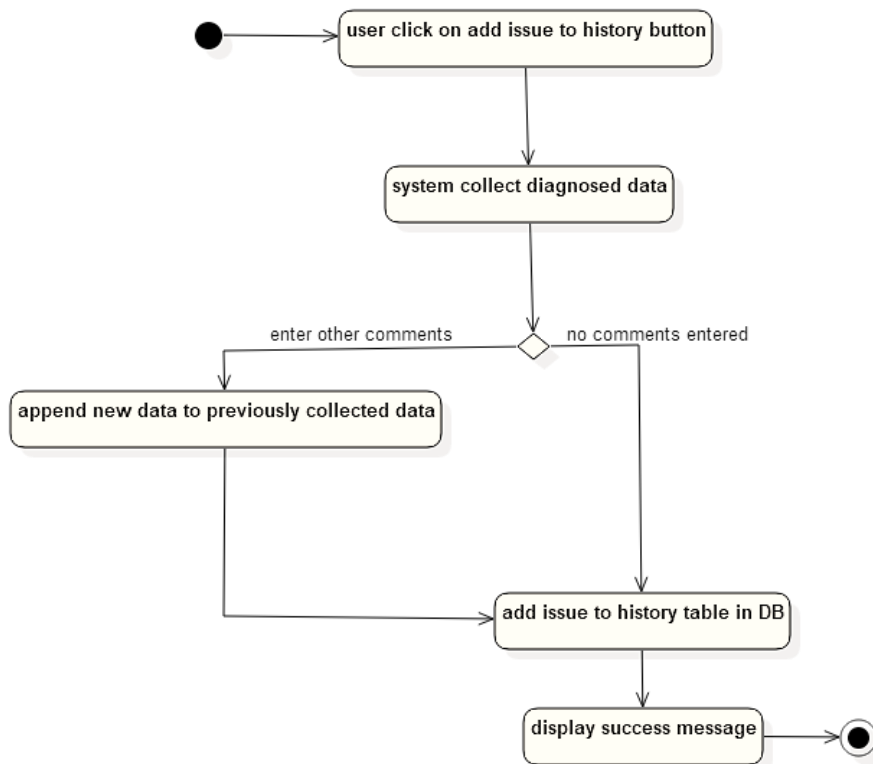 user click on add issue to history button
system collect diagnosed data
enter other comments
no comments entered
append new data to previously collected data
add issue to history table in DB
display success message